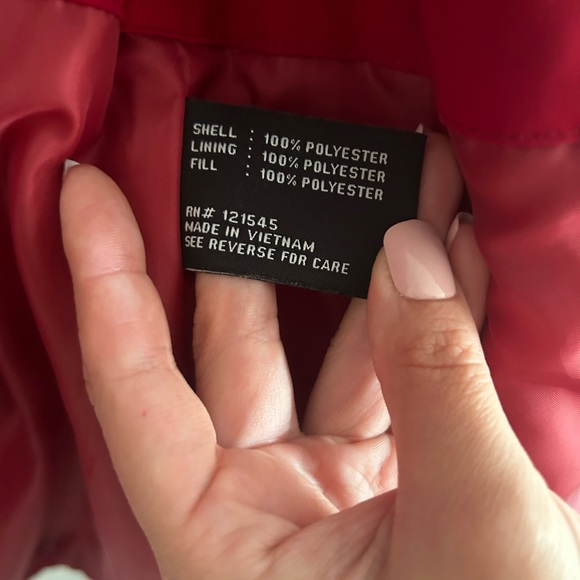 SHELL : 100% POLYESTER
LINING : 100% POLYESTER
FILL : 100% POLYESTER
RN# 121545
MADE IN VIETNAM
SEE REVERSE FOR CARE